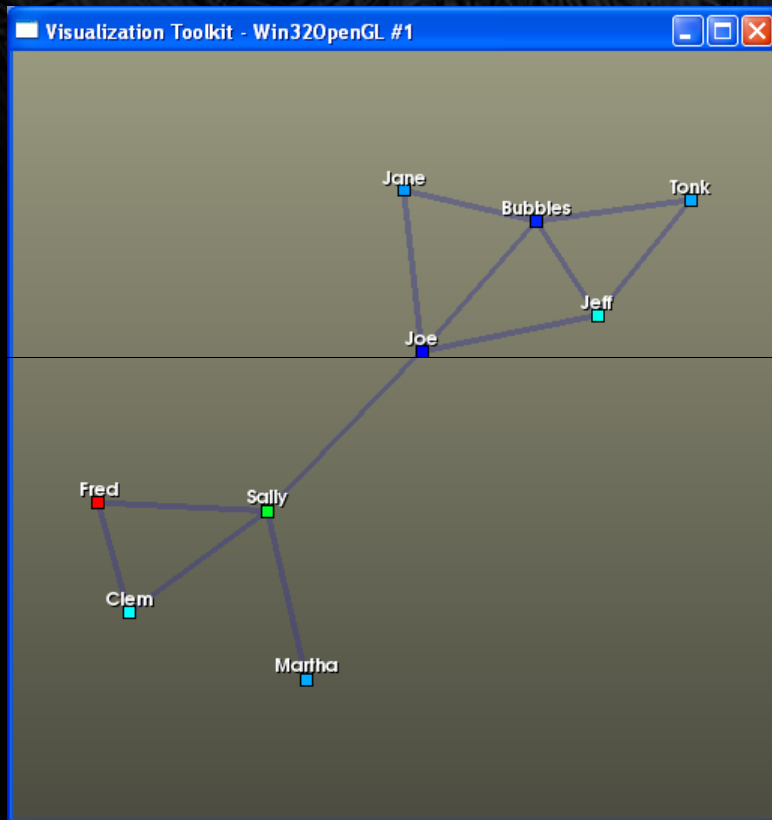 Visualization Toolkit - Win32OpenGL #1
Jane
Tonk
Bubbles
Jeff
Joe
Fred
Sally
Clem
Martha